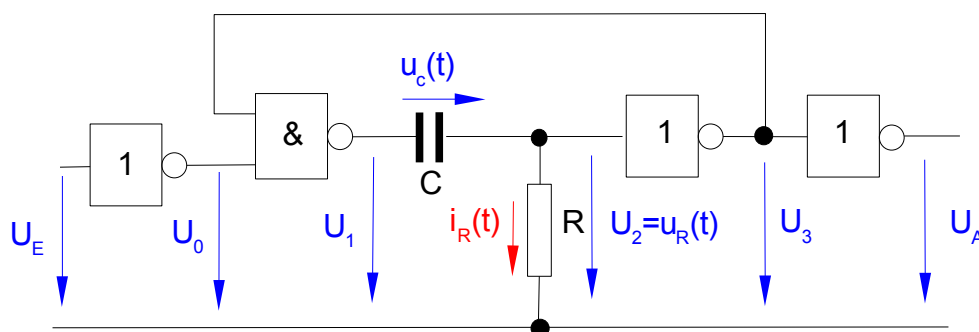 u_c(t)
1
&
1
1
C
U_E
U_0
U_1
i_R(t)
R
U_2=u_R(t)
U_3
U_A